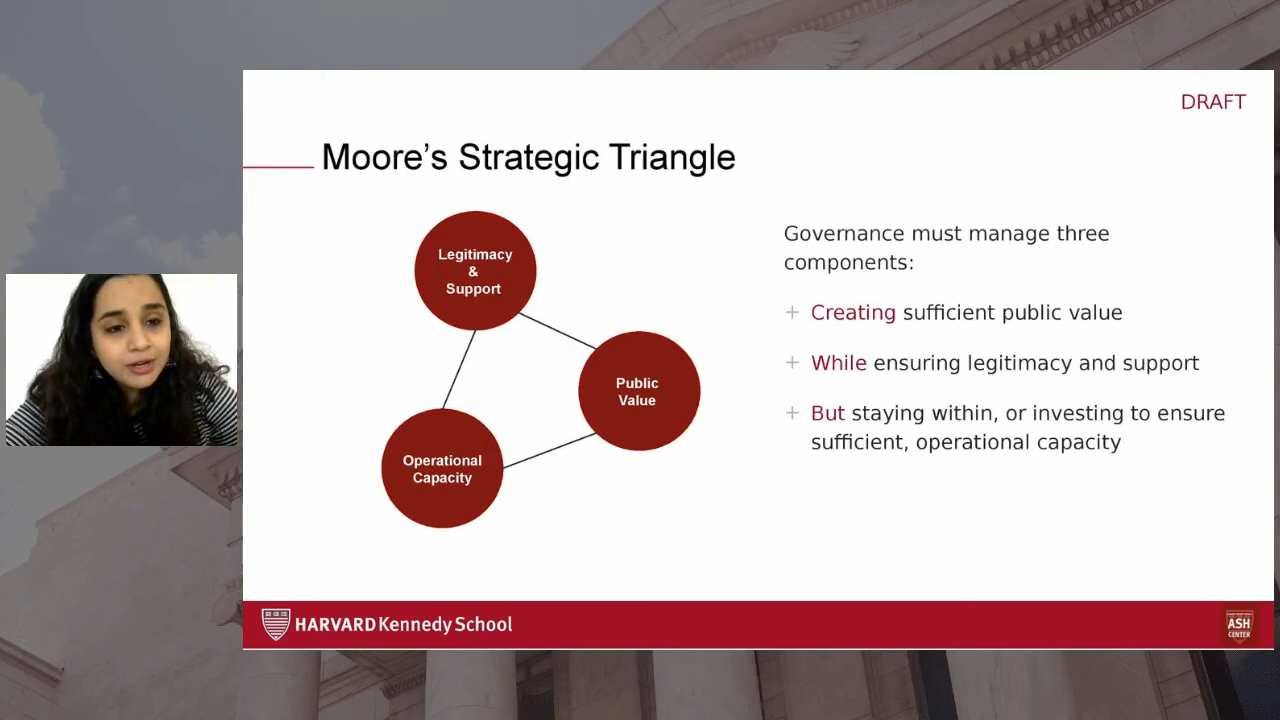 DRAFT
Moore's Strategic Triangle
Legitimacy
&
Support
Public
Value
Operational
Capacity
Governance must manage three
components:
+ Creating sufficient public value
+ While ensuring legitimacy and support
+ But staying within, or investing to ensure
sufficient, operational capacity
HARVARD Kennedy School
ASH
CENTER